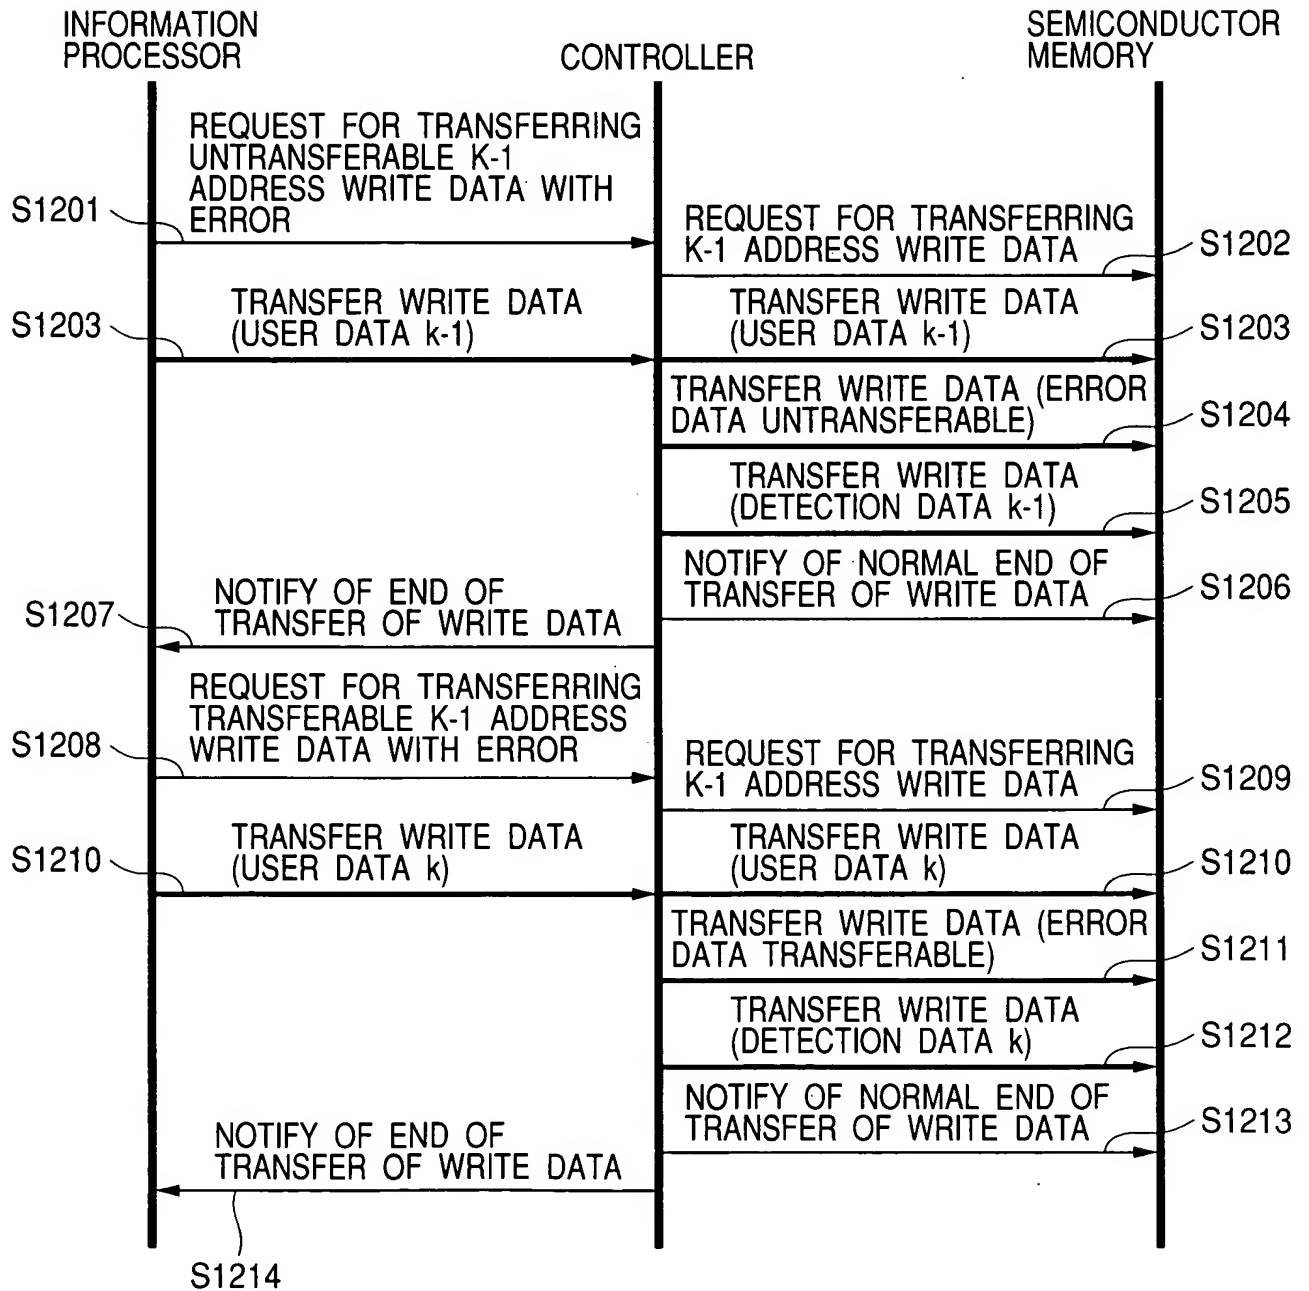 INFORMATION
PROCESSOR
CONTROLLER
SEMICONDUCTOR
MEMORY
REQUEST FOR TRANSFERRING
UNTRANSFERABLE K-1
ADDRESS WRITE DATA WITH
ERROR
S1201
REQUEST FOR TRANSFERRING
K-1 ADDRESS WRITE DATA
S1202
TRANSFER WRITE DATA
(USER DATA k-1)
S1203
TRANSFER WRITE DATA
(USER DATA k-1)
S1203
TRANSFER WRITE DATA (ERROR
DATA UNTRANSFERABLE)
S1204
TRANSFER WRITE DATA
(DETECTION DATA k-1)
S1205
NOTIFY OF NORMAL END OF
TRANSFER OF WRITE DATA
S1206
NOTIFY OF END OF
TRANSFER OF WRITE DATA
S1207
REQUEST FOR TRANSFERRING
TRANSFERABLE K-1 ADDRESS
WRITE DATA WITH ERROR
S1208
REQUEST FOR TRANSFERRING
K-1 ADDRESS WRITE DATA
S1209
TRANSFER WRITE DATA
(USER DATA k)
S1210
TRANSFER WRITE DATA
(USER DATA k)
S1210
TRANSFER WRITE DATA (ERROR
DATA TRANSFERABLE)
S1211
TRANSFER WRITE DATA
(DETECTION DATA k)
S1212
NOTIFY OF NORMAL END OF
TRANSFER OF WRITE DATA
S1213
NOTIFY OF END OF
TRANSFER OF WRITE DATA
S1214